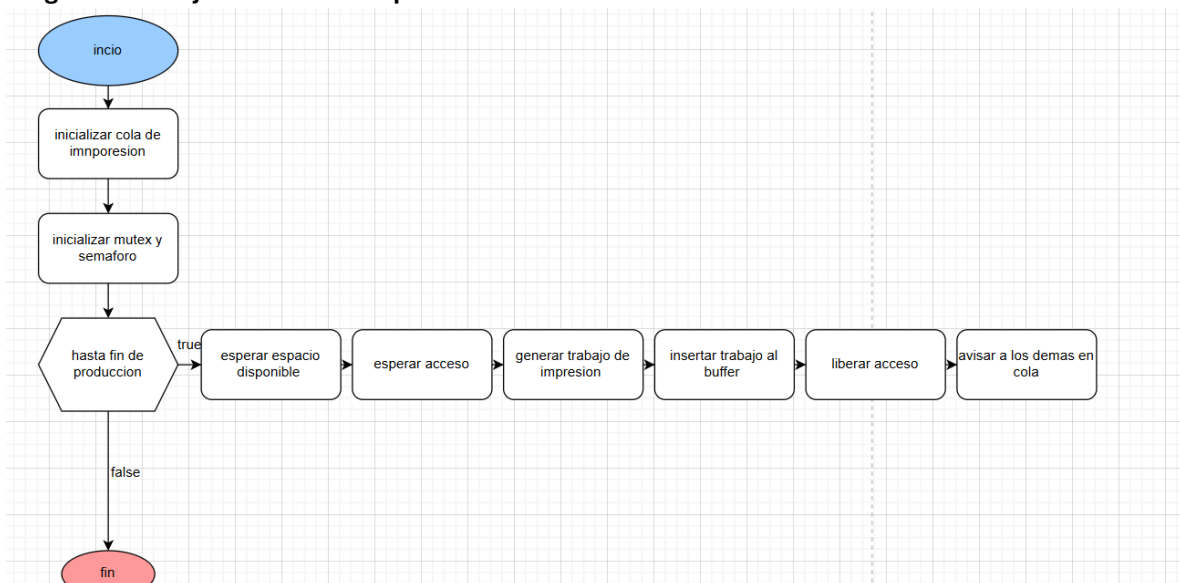 incio
inicializar cola de
imnporesion
inicializar mutex y
semaforo
hasta fin de
produccion
true
esperar espacio
disponible
esperar acceso
generar trabajo de
impresion
insertar trabajo al
buffer
liberar acceso
avisar a los demas en
cola
false
fin